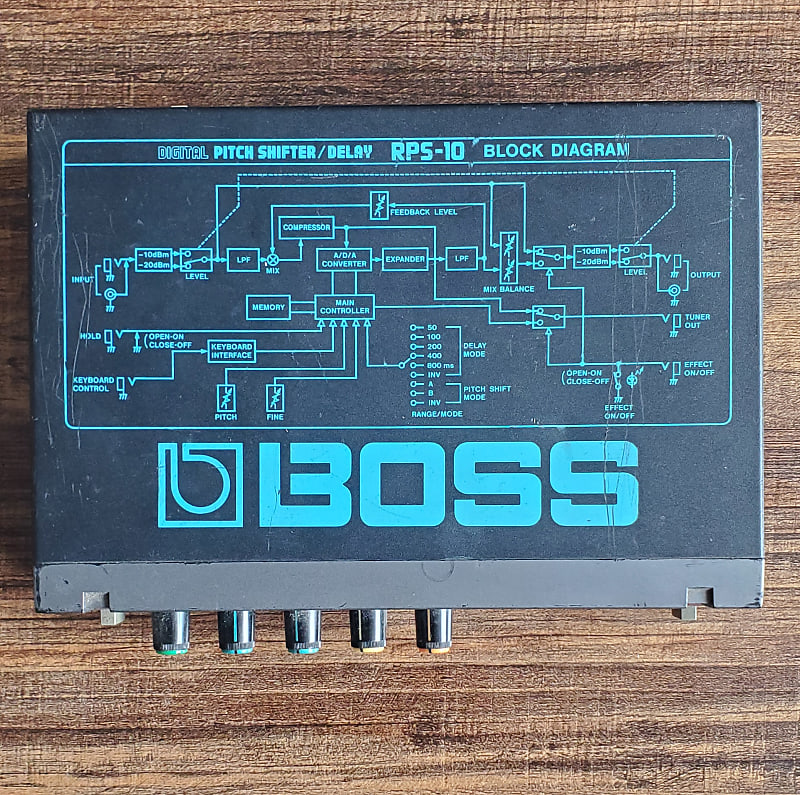 DIGITAL PITCH SHIFTER/DELAY RPS-10 BLOCK DIAGRAM
FEEDBACK LEVEL
COMPRESSOR
-10dBm
-20dBm
LEVEL
LPF
MIX
A/D/A
CONVERTER
EXPANDER
LPF
MIX BALANCE
-10dBm
-20dBm
LEVEL
INPUT
OUTPUT
MEMORY
MAIN
CONTROLLER
TUNER
OUT
HOLD
(OPEN-ON
CLOSE-OFF
KEYBOARD
INTERFACE
KEYBOARD
CONTROL
PITCH
FINE
50
100
200
400
800 ms
INV
DELAY
MODE
A
B
INV
PITCH SHIFT
MODE
RANGE/MODE
(OPEN-ON
CLOSE-OFF
EFFECT
ON/OFF
EFFECT
ON/OFF
b BOSS